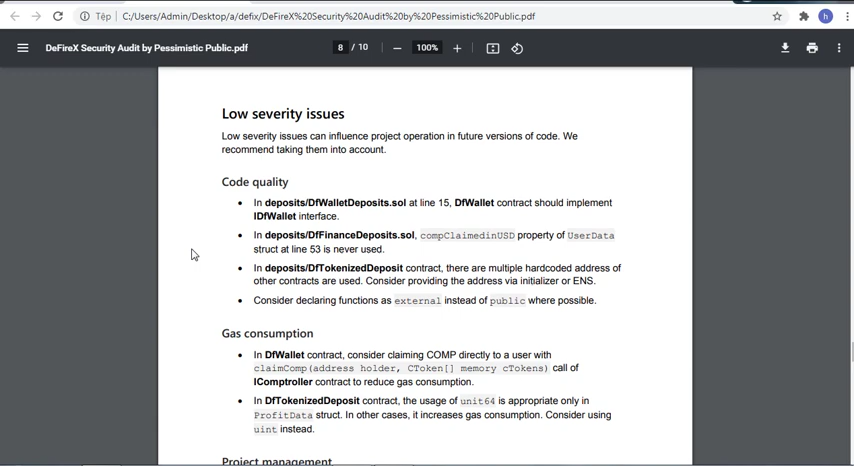 Tệp
C:/Users/Admin/Desktop/a/defix/DeFireX%20Security%20Audit%20by%20Pessimistic%20Public.pdf
h
DeFireX Security Audit by Pessimistic Public.pdf
8 / 10
100%
Low severity issues
Low severity issues can influence project operation in future versions of code. We
recommend taking them into account.
Code quality
• In deposits/DfWalletDeposits.sol at line 15, DfWallet contract should implement
IDfWallet interface.
• In deposits/DfFinanceDeposits.sol, compClaimedinUSD property of UserData
struct at line 53 is never used.
• In deposits/DfTokenizedDeposit contract, there are multiple hardcoded address of
other contracts are used. Consider providing the address via initializer or ENS.
• Consider declaring functions as external instead of public where possible.
Gas consumption
• In DfWallet contract, consider claiming COMP directly to a user with
claimComp(address holder, CToken[] memory cTokens) call of
IComptroller contract to reduce gas consumption.
• In DfTokenizedDeposit contract, the usage of unit64 is appropriate only in
ProfitData struct. In other cases, it increases gas consumption. Consider using
uint instead.
Project management